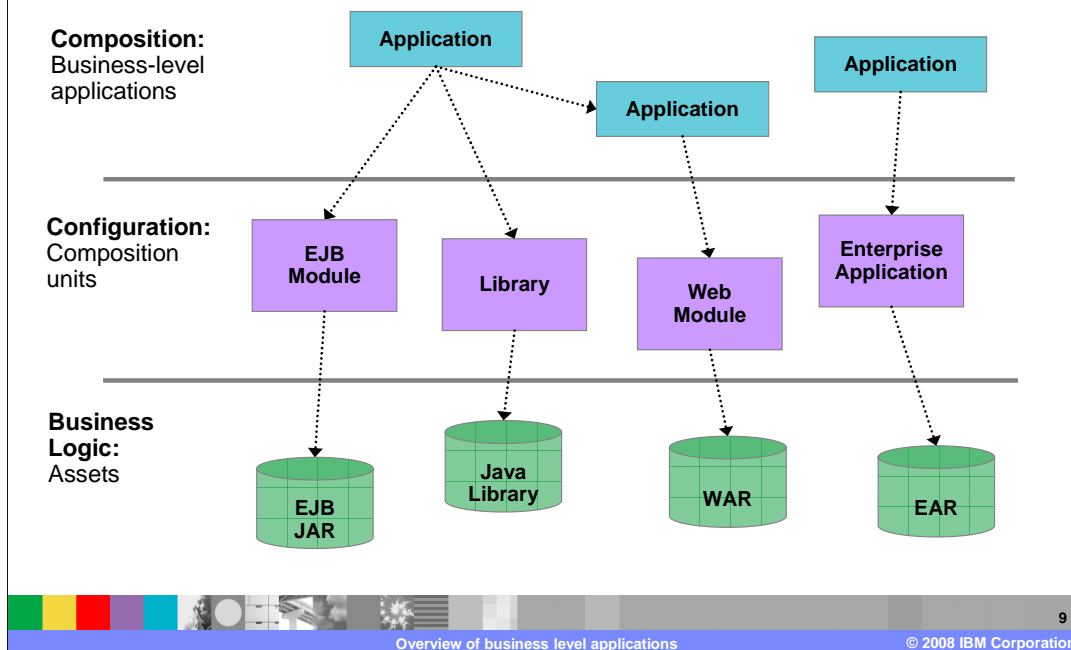 Composition:
Business-level
applications
Application
Application
Application
Configuration:
Composition
units
EJB
Module
Library
Web
Module
Enterprise
Application
Business
Logic:
Assets
EJB
JAR
Java
Library
WAR
EAR
9
Overview of business level applications
© 2008 IBM Corporation